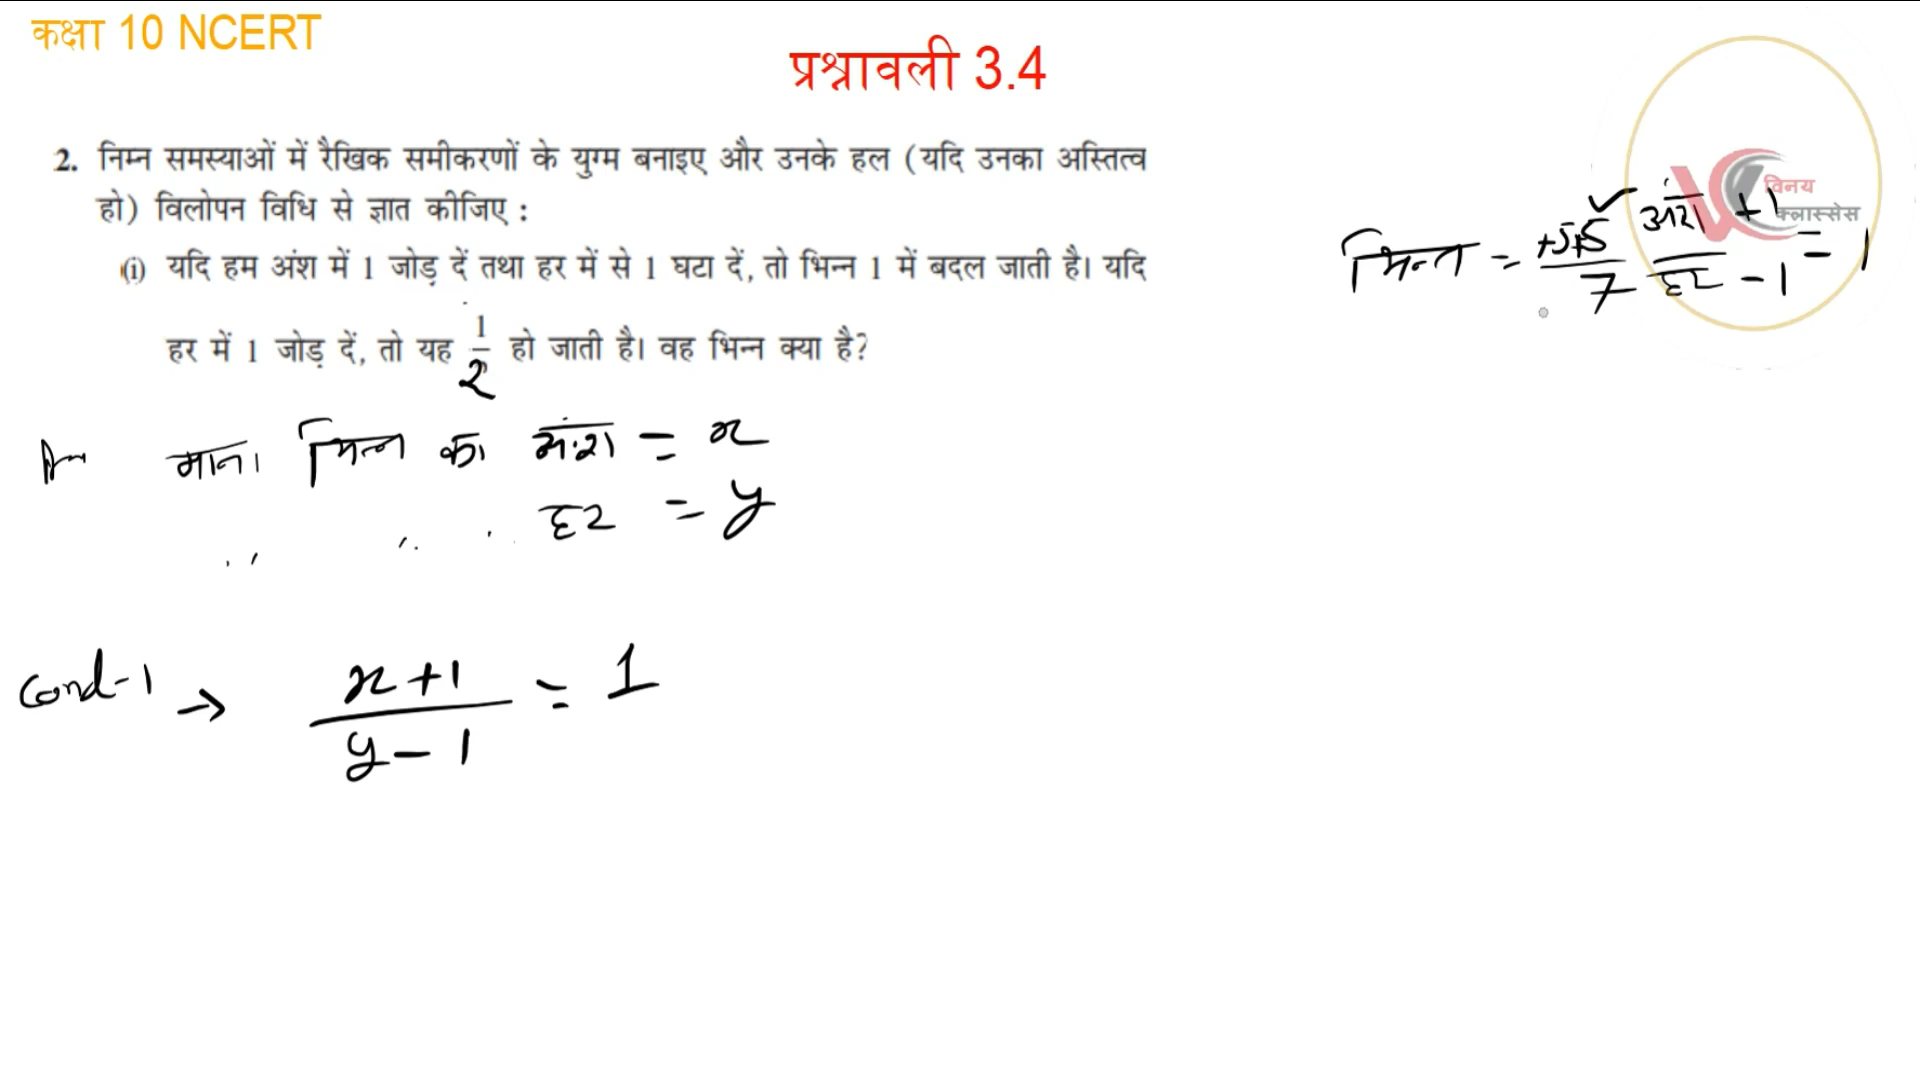 कक्षा 10 NCERT
प्रश्नावली 3.4
2. निम्न समस्याओं में रैखिक समीकरणों के युग्म बनाइए और उनके हल (यदि उनका अस्तित्व
हो) विलोपन विधि से ज्ञात कीजिए :
(i) यदि हम अंश में 1 जोड़ दें तथा हर में से 1 घटा दें, तो भिन्न 1 में बदल जाती है। यदि
हर में 1 जोड़ दें, तो यह 1/2 हो जाती है। वह भिन्न क्या है?
विनय
क्लास्सेस
भिन्न = 5/7 अंश +1 / हर - 1 = 1
माना भिन्न का अंश = x
,, ,, ,, हर = y
Cond-1 → x+1 / y-1 = 1